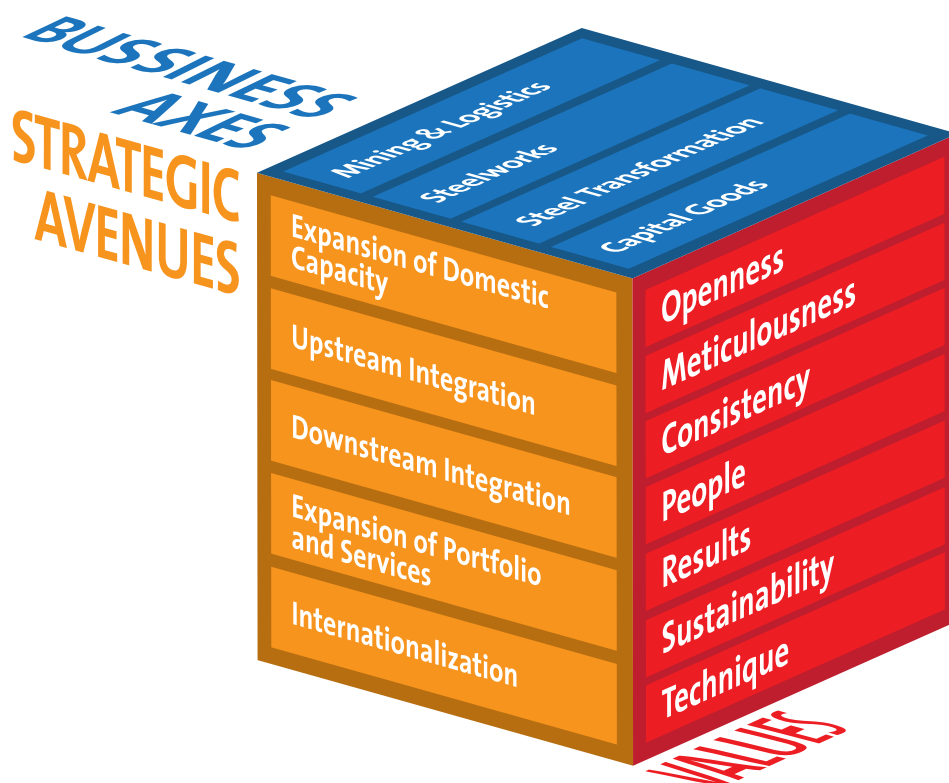 BUSSINESS
AXES
STRATEGIC
AVENUES
Mining & Logistics
Steelworks
Steel Transformation
Capital Goods
Expansion of Domestic
Capacity
Upstream Integration
Downstream Integration
Expansion of Portfolio
and Services
Internationalization
Openness
Meticulousness
Consistency
People
Results
Sustainability
Technique
VALUES